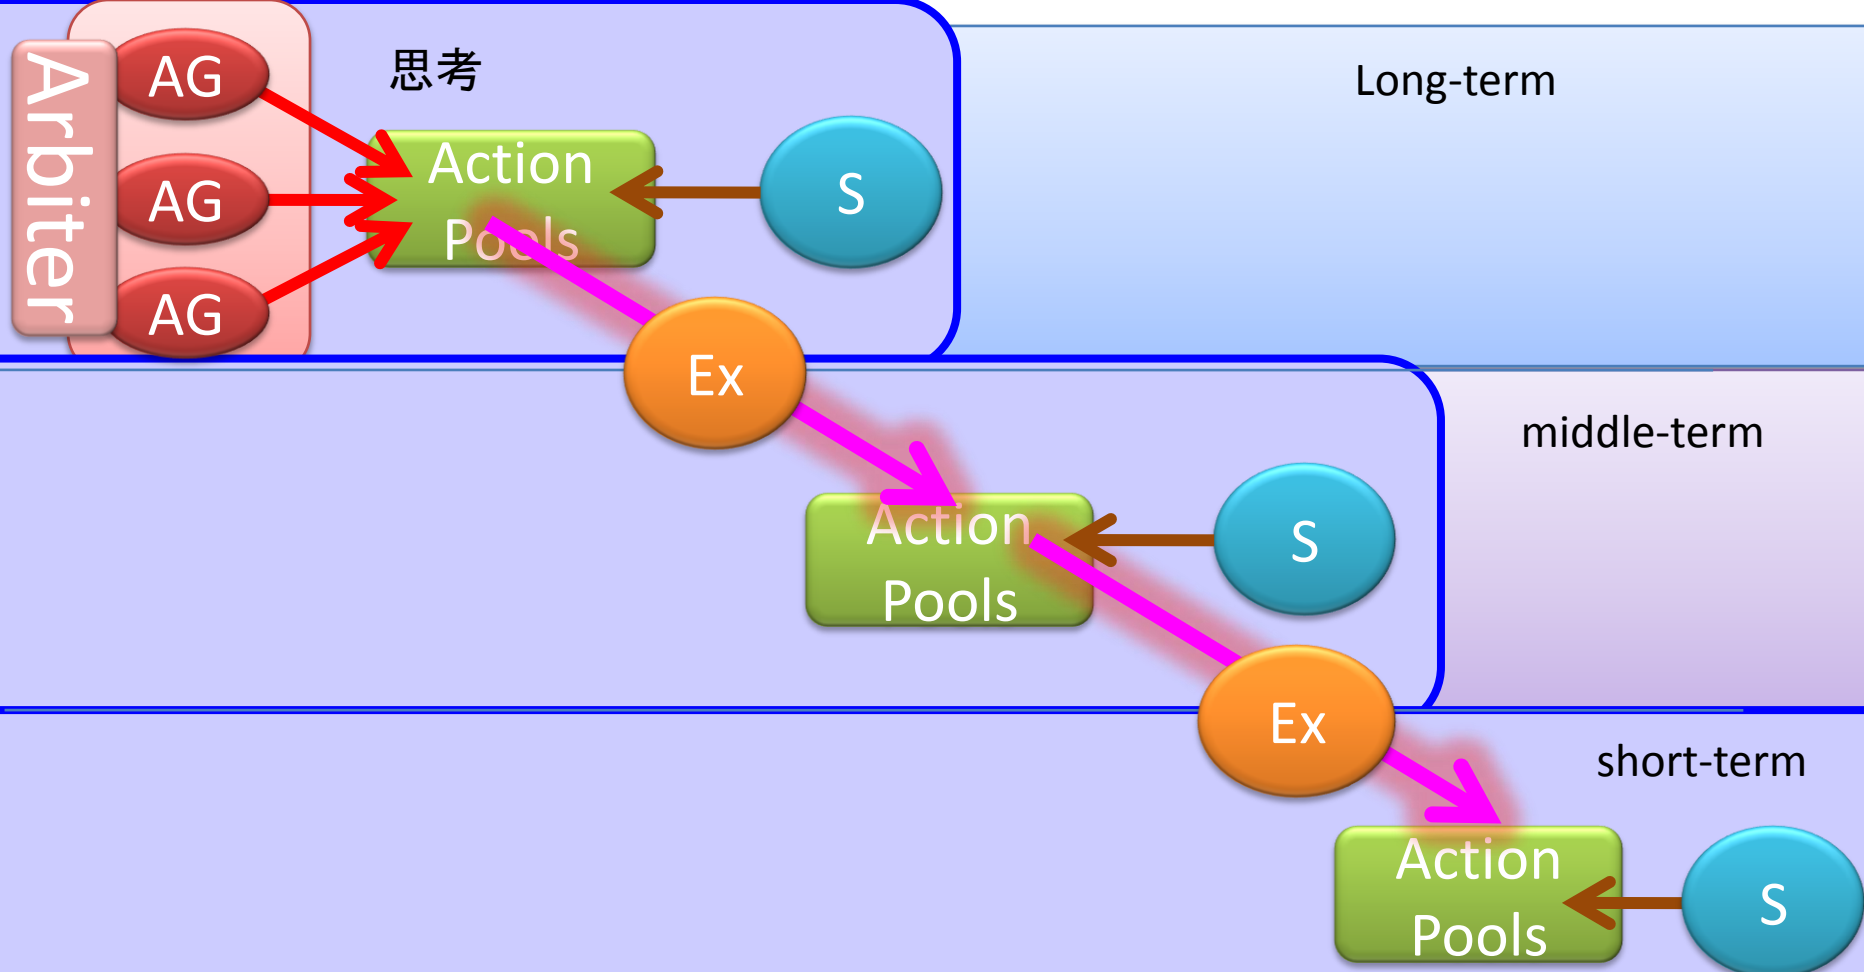 Arbiter
AG
AG
AG
思考
Action
Pools
S
Long-term
Ex
middle-term
Action
Pools
S
Ex
short-term
Action
Pools
S